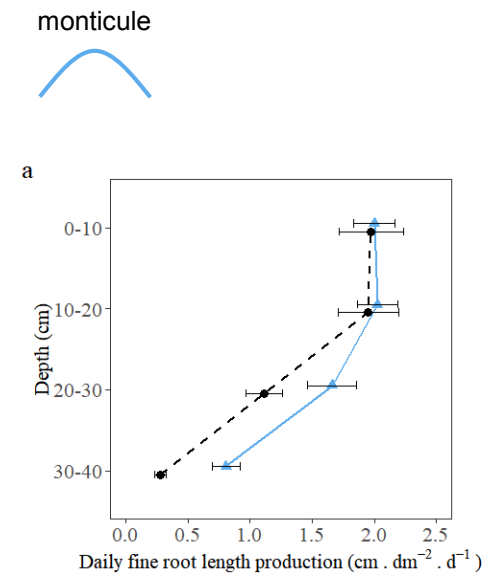 monticule
a
Depth (cm)
0-10
10-20
20-30
30-40
0.0 0.5 1.0 1.5 2.0 2.5
Daily fine root length production (cm . dm⁻² . d⁻¹ )